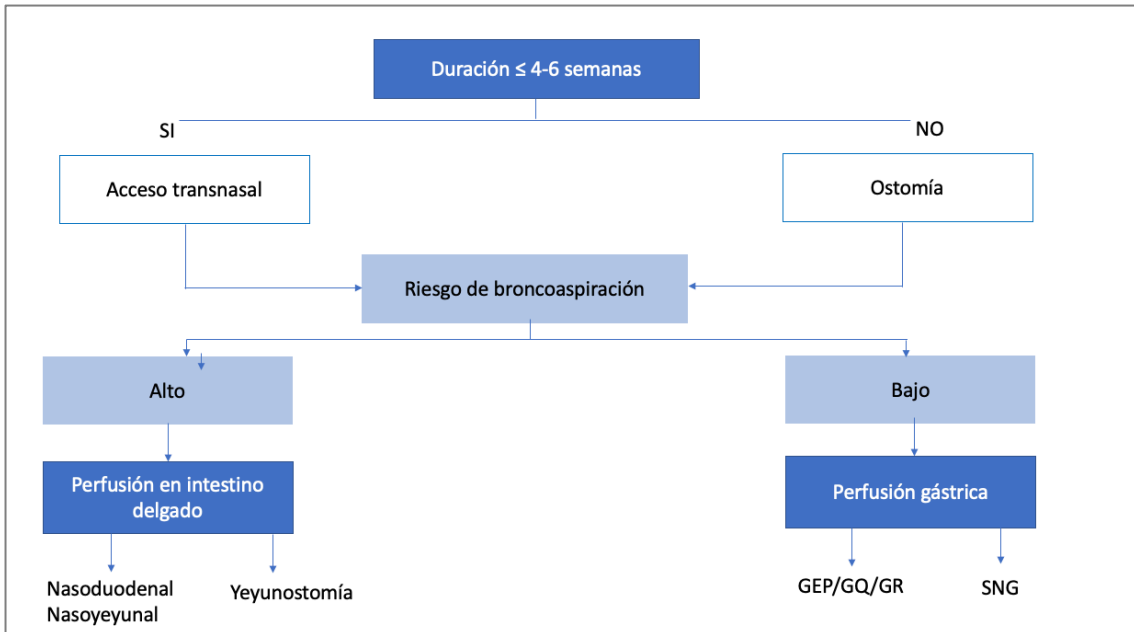 Duración ≤ 4-6 semanas
SI
NO
Acceso transnasal
Ostomía
Riesgo de broncoaspiración
Alto
Bajo
Perfusión en intestino
delgado
Perfusión gástrica
Nasoduodenal
Nasoyeyunal
Yeyunostomía
GEP/GQ/GR
SNG